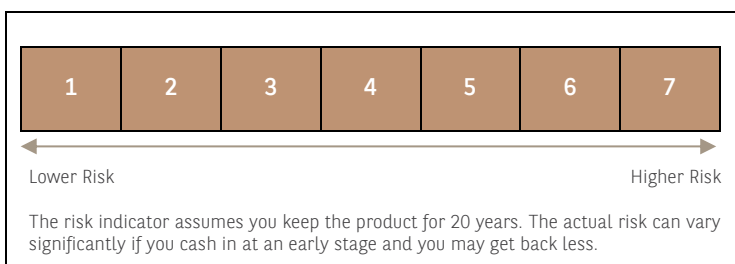 1 2 3 4 5 6 7
Lower Risk Higher Risk
The risk indicator assumes you keep the product for 20 years. The actual risk can vary
significantly if you cash in at an early stage and you may get back less.